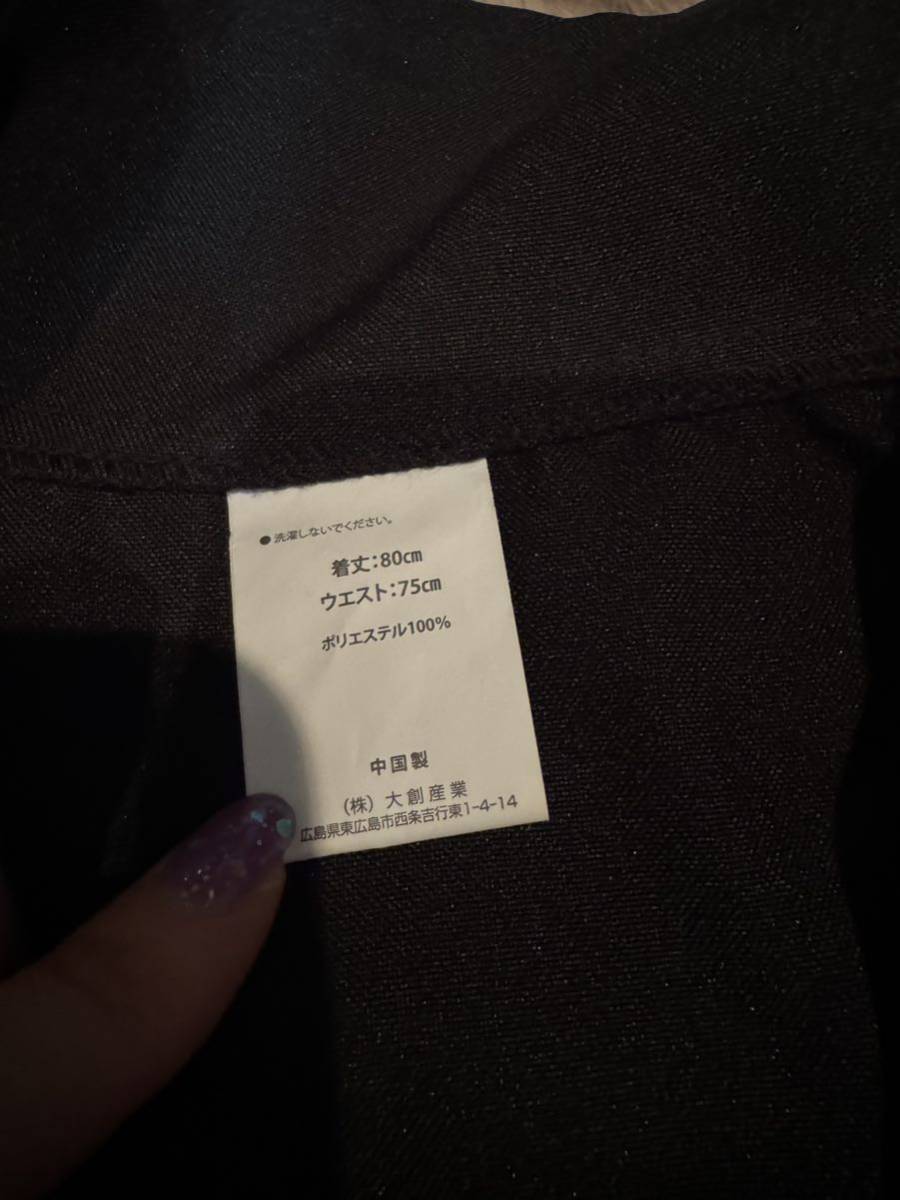 ●洗濯しないでください。
着丈:80㎝
ウエスト:75㎝
ポリエステル100%
中国製
(株)大創産業
広島県東広島市西条吉行東1-4-14